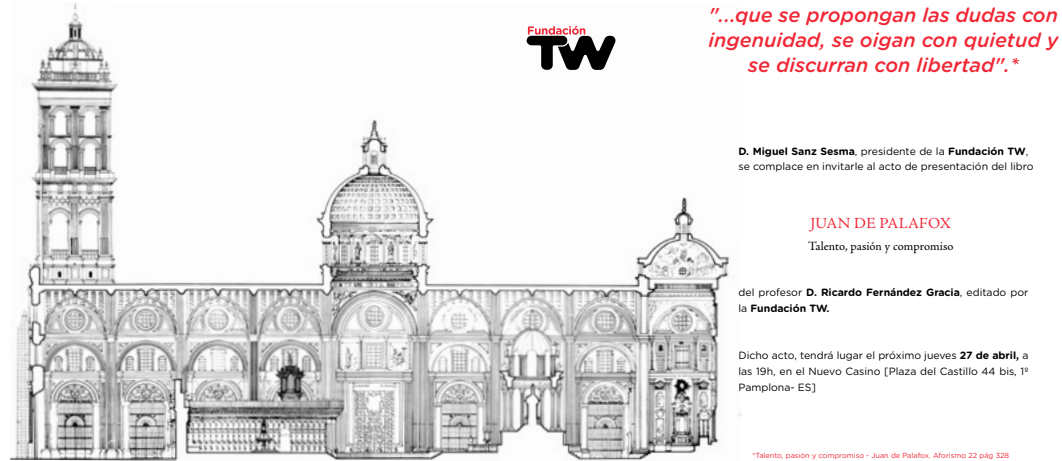 Fundación
TW
"...que se propongan las dudas con
ingenuidad, se oigan con quietud y
se discurran con libertad".*
D. Miguel Sanz Sesma, presidente de la Fundación TW,
se complace en invitarle al acto de presentación del libro
JUAN DE PALAFOX
Talento, pasión y compromiso
del profesor D. Ricardo Fernández Gracia, editado por
la Fundación TW.
Dicho acto, tendrá lugar el próximo jueves 27 de abril, a
las 19h, en el Nuevo Casino [Plaza del Castillo 44 bis, 1º
Pamplona- ES]
*Talento, pasión y compromiso - Juan de Palafox. Aforismo 22 pág 328